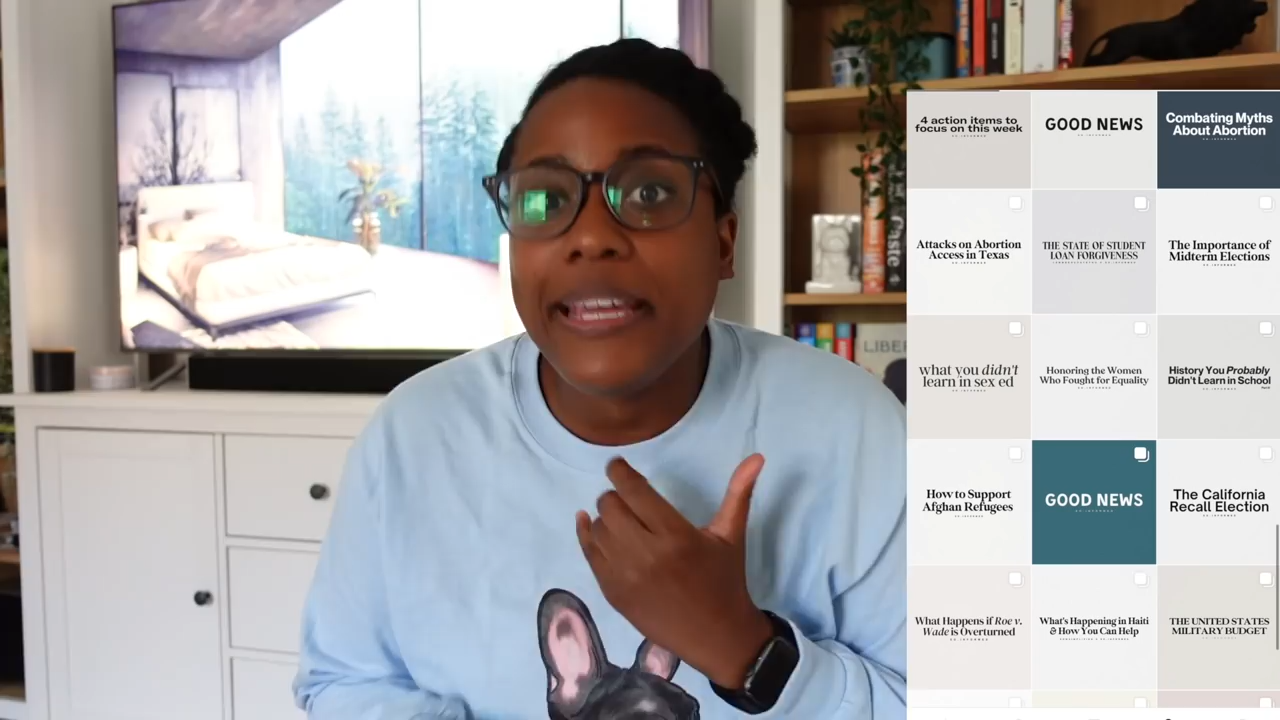 4 action items to
focus on this week
GOOD NEWS
Combating Myths
About Abortion
Attacks on Abortion
Access in Texas
THE STATE OF STUDENT
LOAN FORGIVENESS
The Importance of
Midterm Elections
what you didn't
learn in sex ed
Honoring the Women
Who Fought for Equality
History You Probably
Didn't Learn in School
How to Support
Afghan Refugees
GOOD NEWS
The California
Recall Election
What Happens if Roe v.
Wade is Overturned
What's Happening in Haiti
& How You Can Help
THE UNITED STATES
MILITARY BUDGET
Caste
LIBER